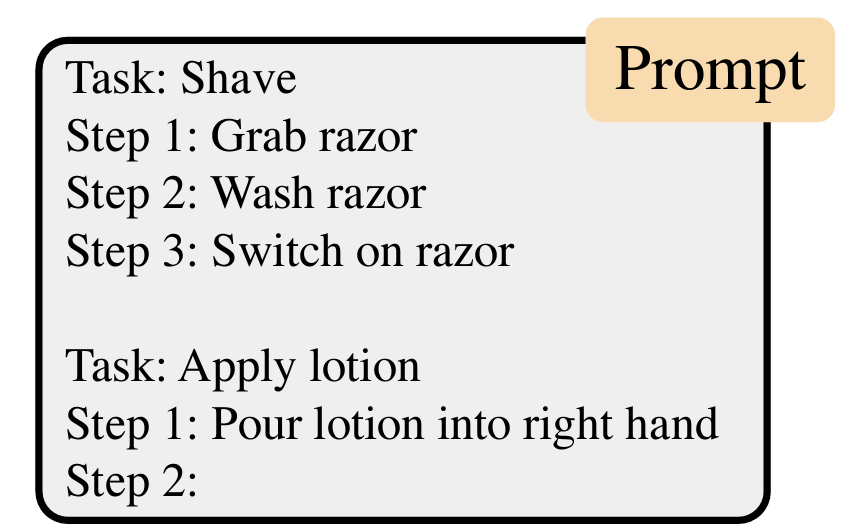 Prompt
Task: Shave
Step 1: Grab razor
Step 2: Wash razor
Step 3: Switch on razor
Task: Apply lotion
Step 1: Pour lotion into right hand
Step 2: